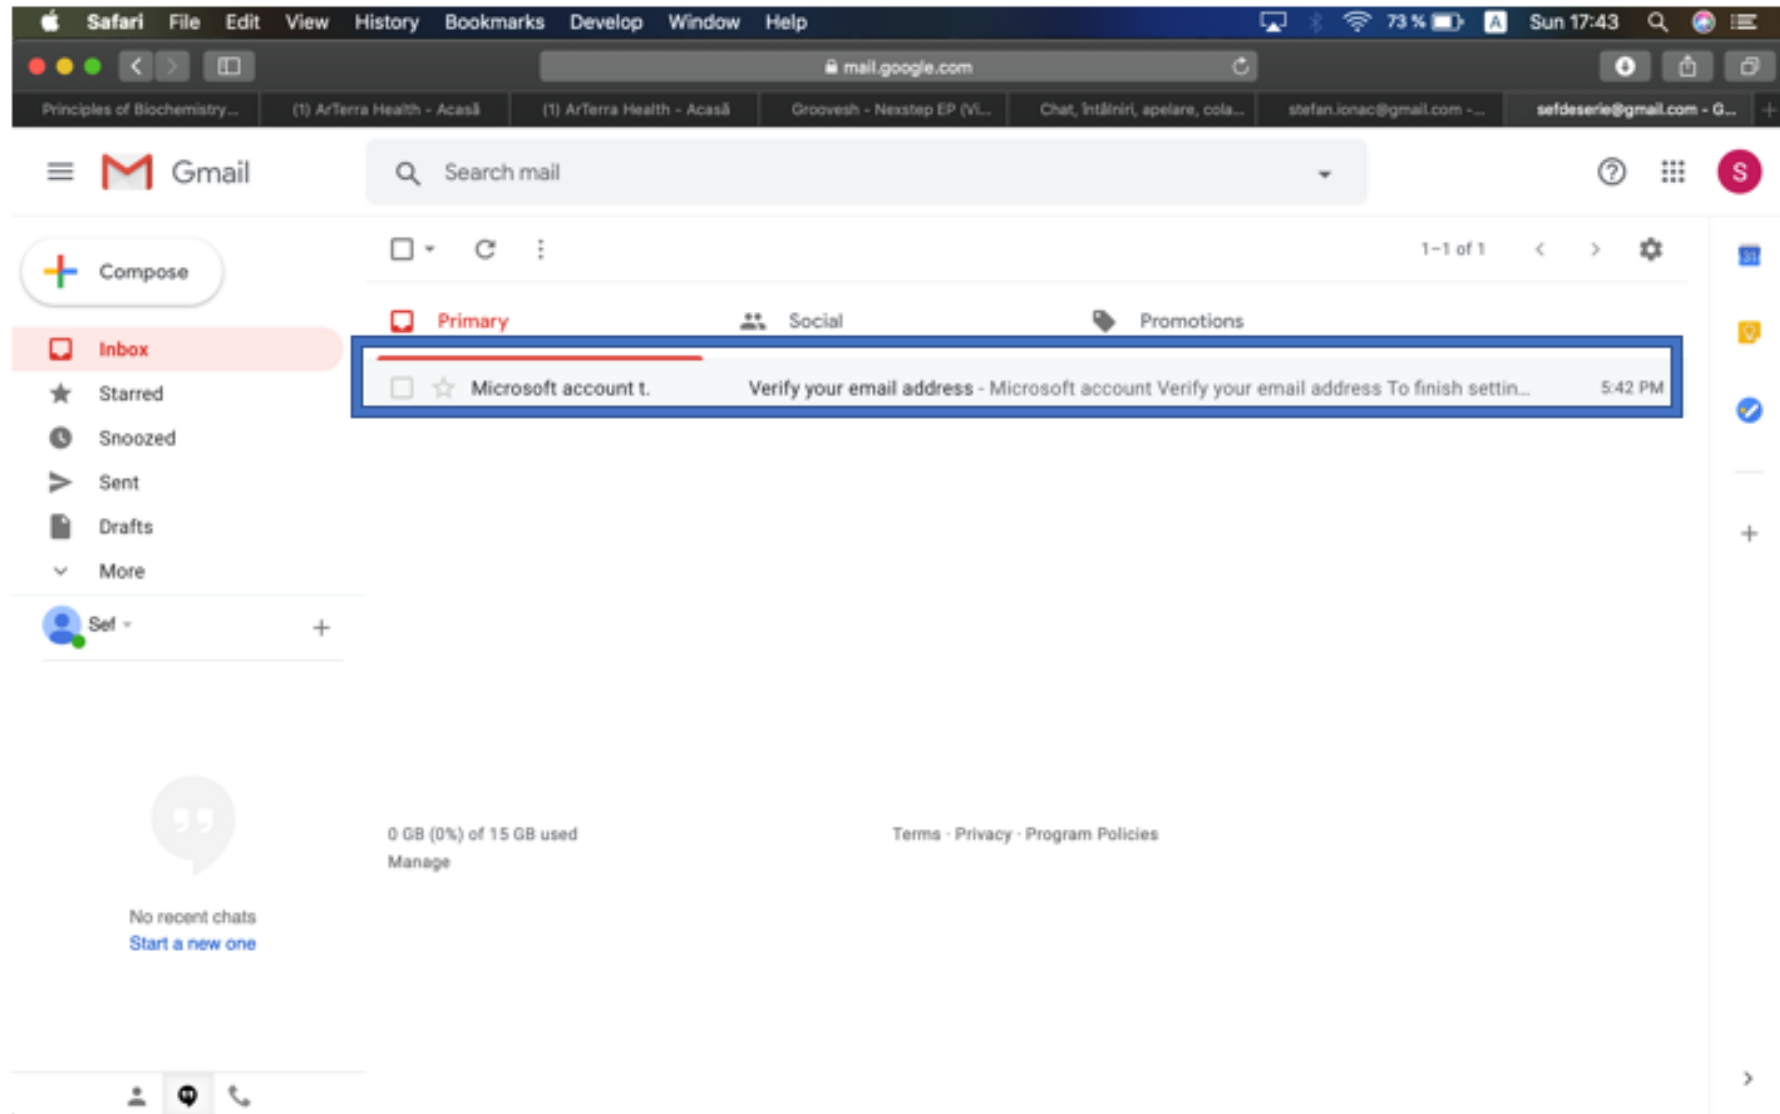 Safari File Edit View History Bookmarks Develop Window Help 73 % A Sun 17:43
mail.google.com
Principles of Biochemistry... (1) ArTerra Health - Acasă (1) ArTerra Health - Acasă Groovesh - Nexstep EP (Vi... Chat, întâlniri, apelare, cola... stefan.ionac@gmail.com -... sefdeserie@gmail.com - G...
Gmail Search mail S
Compose 1–1 of 1
31
Primary Social Promotions
Inbox
Microsoft account t. Verify your email address - Microsoft account Verify your email address To finish settin... 5:42 PM
Starred
Snoozed
Sent
Drafts
More
Sef
0 GB (0%) of 15 GB used Terms · Privacy · Program Policies
Manage
No recent chats
Start a new one